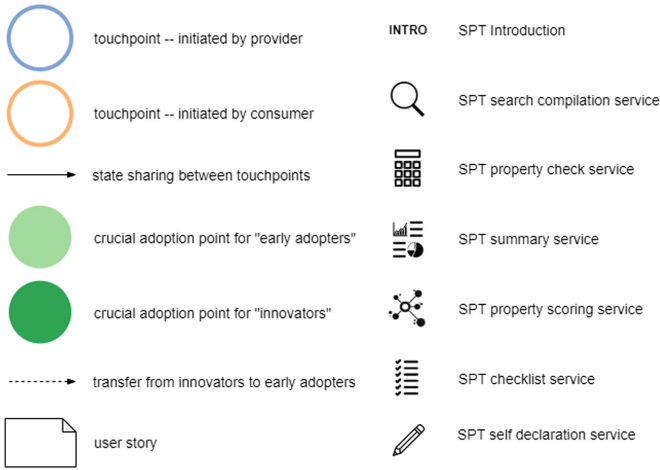 touchpoint -- initiated by provider
touchpoint -- initiated by consumer
state sharing between touchpoints
crucial adoption point for "early adopters"
crucial adoption point for "innovators"
transfer from innovators to early adopters
user story
INTRO SPT Introduction
SPT search compilation service
SPT property check service
SPT summary service
SPT property scoring service
SPT checklist service
SPT self declaration service